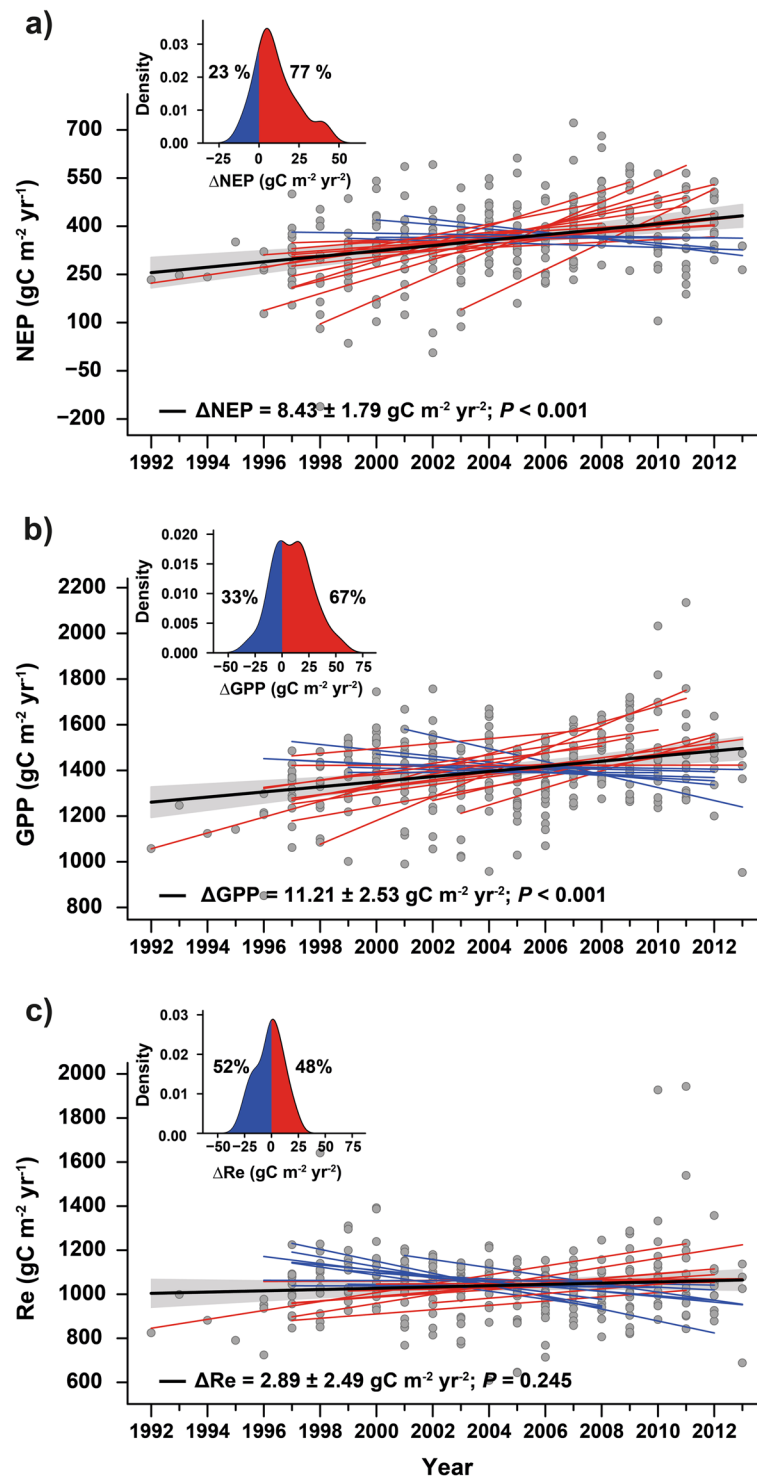 a)
Density
0.03
0.02
0.01
0.00
23 %
77 %
−25 0 25 50
ΔNEP (gC m-2 yr-2)
NEP (gC m-2 yr-1)
700
550
400
250
100
−50
−200
ΔNEP = 8.43 ± 1.79 gC m-2 yr-2; P < 0.001
1992 1994 1996 1998 2000 2002 2004 2006 2008 2010 2012
b)
Density
0.020
0.015
0.010
0.005
0.000
33%
67%
−50 −25 0 25 50 75
ΔGPP (gC m-2 yr-2)
GPP (gC m-2 yr-1)
2200
2000
1800
1600
1400
1200
1000
800
ΔGPP = 11.21 ± 2.53 gC m-2 yr-2; P < 0.001
1992 1994 1996 1998 2000 2002 2004 2006 2008 2010 2012
c)
Density
0.03
0.02
0.01
0.00
52%
48%
−50 −25 0 25 50 75
ΔRe (gC m-2 yr-2)
Re (gC m-2 yr-1)
2000
1800
1600
1400
1200
1000
800
600
ΔRe = 2.89 ± 2.49 gC m-2 yr-2; P = 0.245
1992 1994 1996 1998 2000 2002 2004 2006 2008 2010 2012
Year